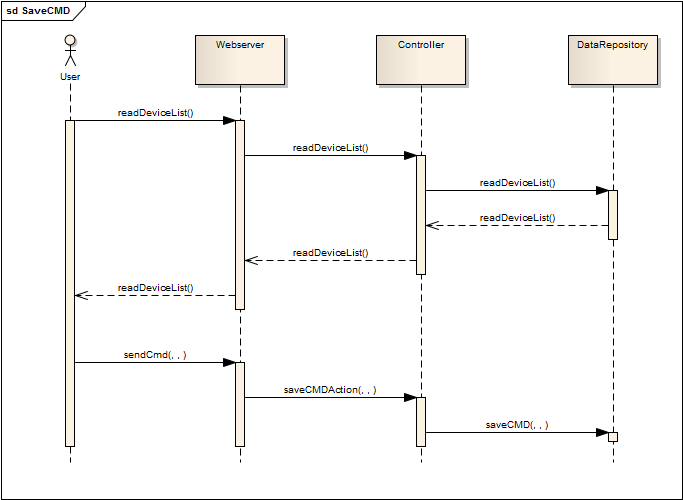 sd SaveCMD
User
Webserver
Controller
DataRepository
readDeviceList()
readDeviceList()
readDeviceList()
readDeviceList()
readDeviceList()
readDeviceList()
sendCmd(, , )
saveCMDAction(, , )
saveCMD(, , )